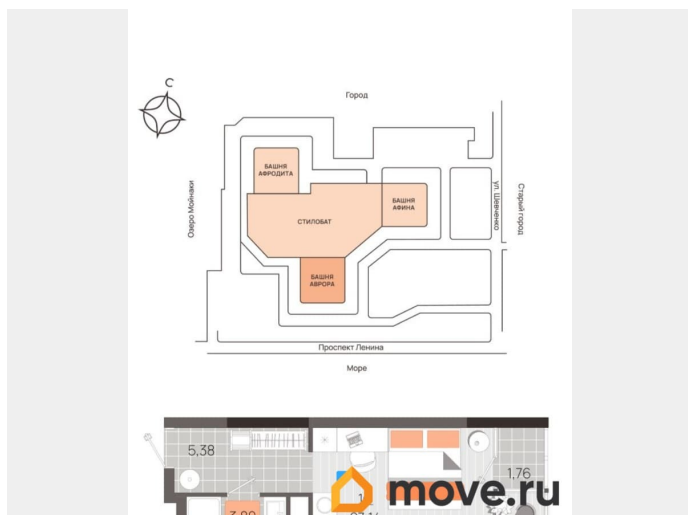 С
Город
БАШНЯ
АФРОДИТА
БАШНЯ
АФИНА
СТИЛОБАТ
БАШНЯ
АВРОРА
Озеро Мойнаки
ул. Шевченко
Старый город
Проспект Ленина
Море
5,38
1,76
move.ru